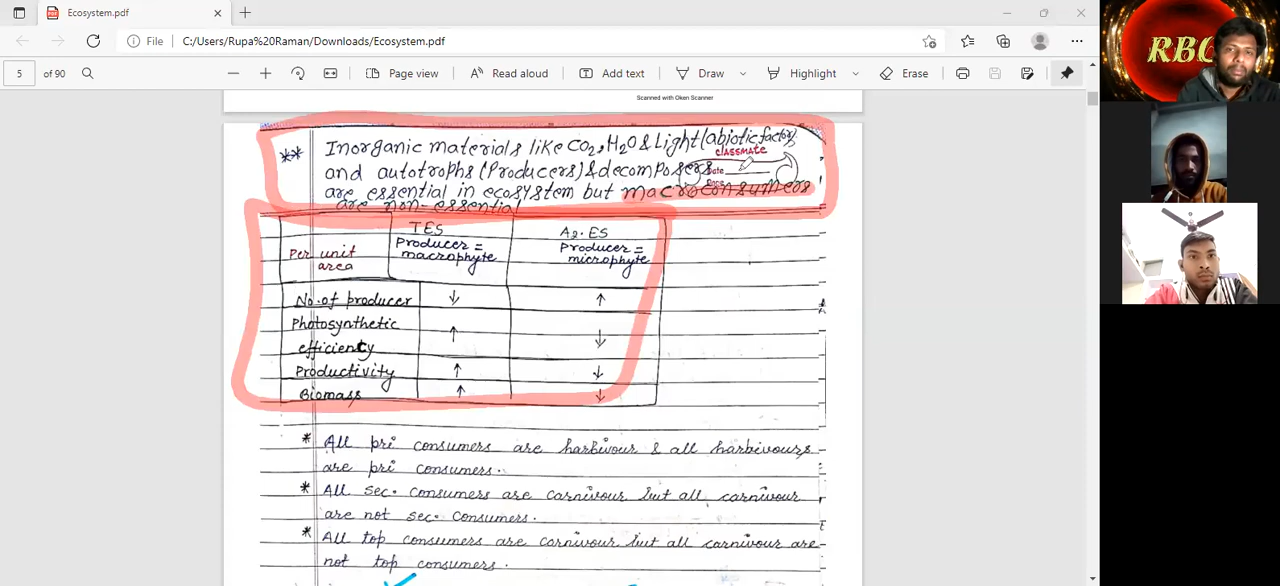 Ecosystem.pdf
File
C:/Users/Rupa%20Raman/Downloads/Ecosystem.pdf
5 of 90
Page view
Read aloud
Add text
Draw
Highlight
Erase
RBC
Scanned with Oken Scanner
** Inorganic materials like CO2, H2O & Light (abiotic factor)
CLASSMATE
and autotrophs (Producers) & decomposers
Date
Page
are essential in ecosystem but macroconsumers
are non-essential
Per unit area
TES
Producer = macrophyte
Aq. ES
Producer = microphyte
No. of producer ↓ ↑
Photosynthetic
efficiency ↑ ↓
Productivity ↑ ↓
Biomass ↑ ↓
* All pri consumers are harbivour & all harbivours
are pri consumers.
* All sec. consumers are carnivour but all carnivour
are not sec. consumers.
* All top consumers are carnivour but all carnivour are
not top consumers.